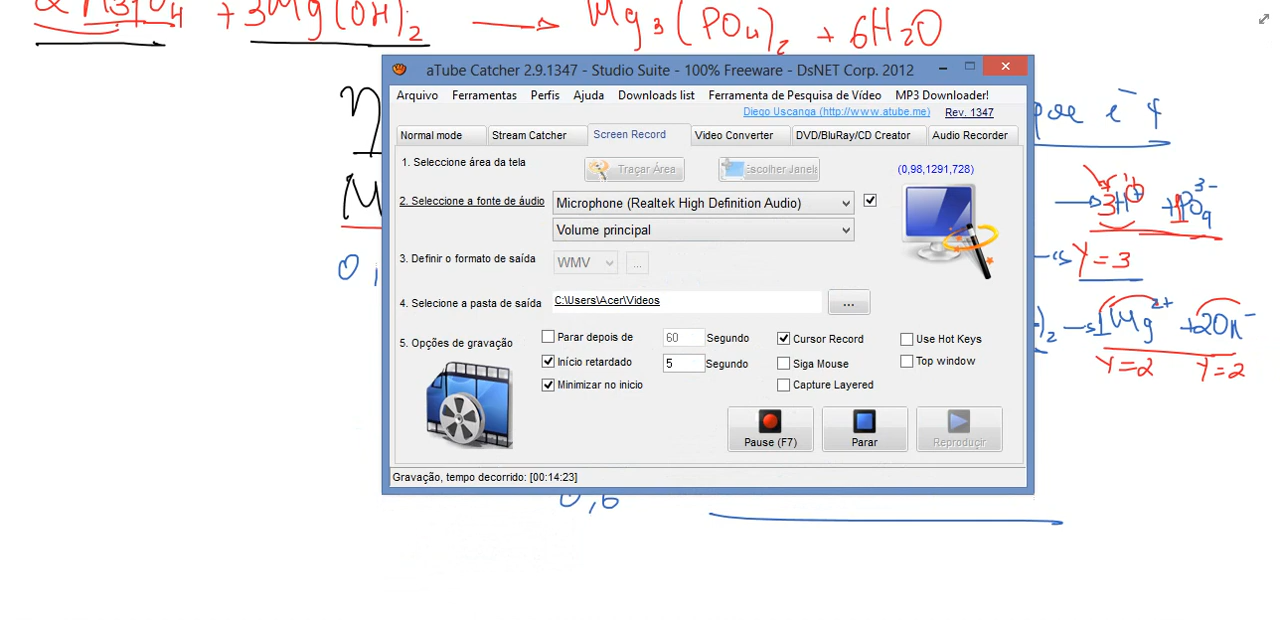 + 3Mg(OH)2 → Mg3(PO4)2 + 6H2O
aTube Catcher 2.9.1347 - Studio Suite - 100% Freeware - DsNET Corp. 2012
Arquivo Ferramentas Perfis Ajuda Downloads list Ferramenta de Pesquisa de Vídeo MP3 Downloader!
Diego Uscanga (http://www.atube.me) Rev. 1347
Normal mode Stream Catcher Screen Record Video Converter DVD/BluRay/CD Creator Audio Recorder
1. Seleccione área da tela Traçar Área Escolher Janela (0,98,1291,728)
2. Seleccione a fonte de áudio Microphone (Realtek High Definition Audio)
Volume principal
3. Definir o formato de saída WMV ...
4. Selecione a pasta de saída C:\Users\Acer\Videos ...
5. Opções de gravação
Parar depois de 60 Segundo Cursor Record Use Hot Keys
Início retardado 5 Segundo Siga Mouse Top window
Minimizar no inicio Capture Layered
Pause (F7) Parar Reproduçir
Gravação, tempo decorrido: [00:14:23]
→ 3H+ + 1PO4 3-
Y = 3
→ 1Mg2+ + 2OH-
Y = 2 Y = 2
0,6